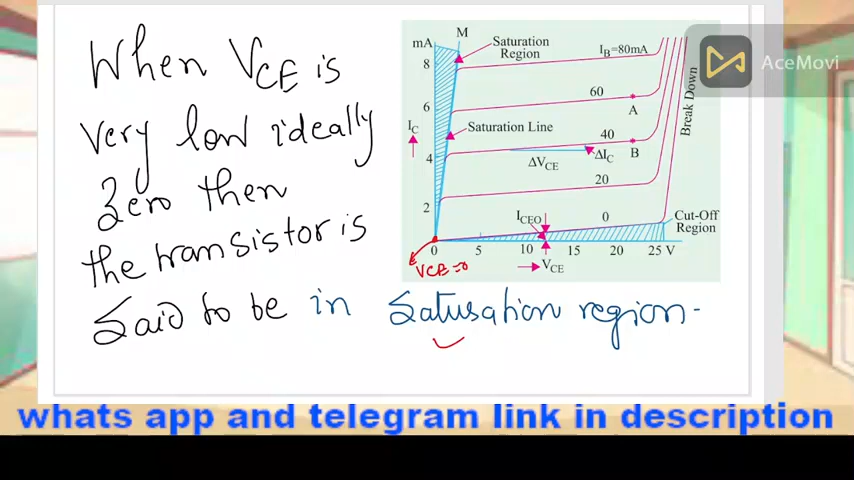 When VCE is
very low ideally
Zero then
the transistor is
Said to be in Saturation region-
mA
M
Saturation
Region
IB=80mA
8
60
6
A
IC
Saturation Line
40
4
ΔIC
B
ΔVCE
20
2
ICEO
0
Cut-Off
Region
Break Down
0
5
10
15
20
25 V
VCE
VCE=0
AceMovi
whats app and telegram link in description